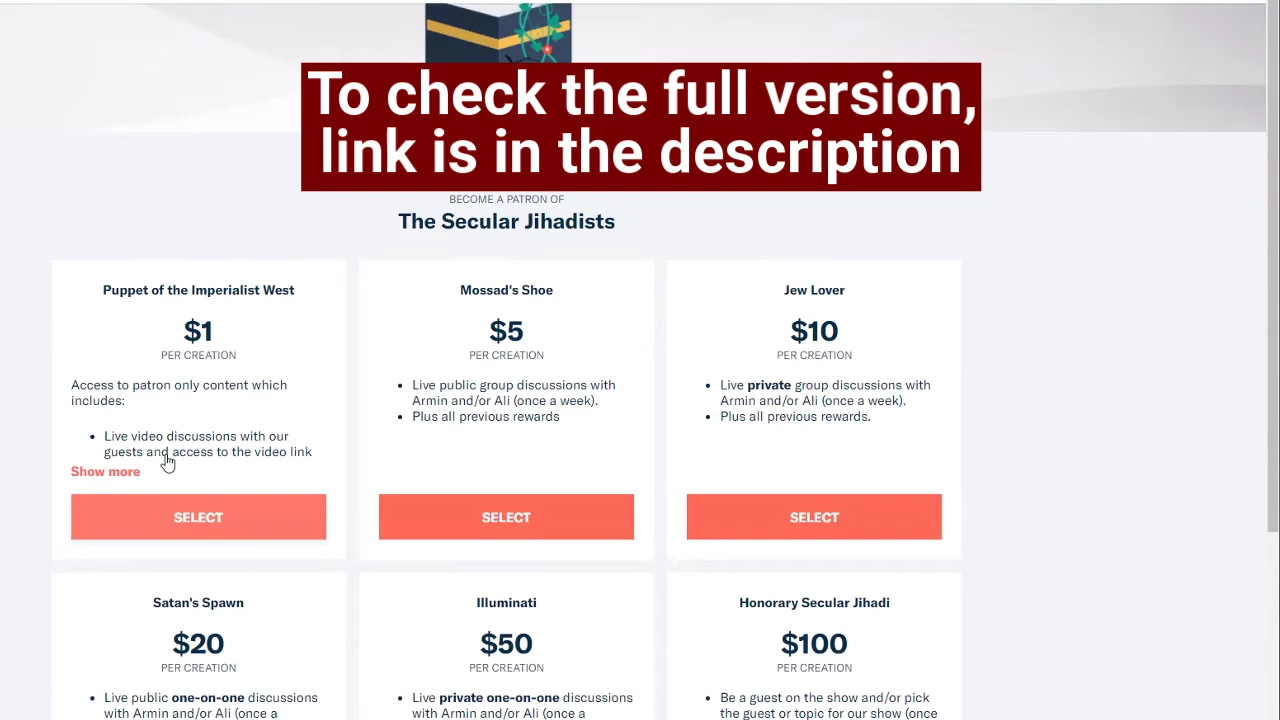 To check the full version,
link is in the description
BECOME A PATRON OF
The Secular Jihadists
Puppet of the Imperialist West
$1
PER CREATION
Access to patron only content which
includes:
• Live video discussions with our
guests and access to the video link
Show more
SELECT
Mossad's Shoe
$5
PER CREATION
• Live public group discussions with
Armin and/or Ali (once a week).
• Plus all previous rewards
SELECT
Jew Lover
$10
PER CREATION
• Live private group discussions with
Armin and/or Ali (once a week).
• Plus all previous rewards.
SELECT
Satan's Spawn
$20
PER CREATION
• Live public one-on-one discussions
with Armin and/or Ali (once a
Illuminati
$50
PER CREATION
• Live private one-on-one discussions
with Armin and/or Ali (once a
Honorary Secular Jihadi
$100
PER CREATION
• Be a guest on the show and/or pick
the guest or topic for our show (once